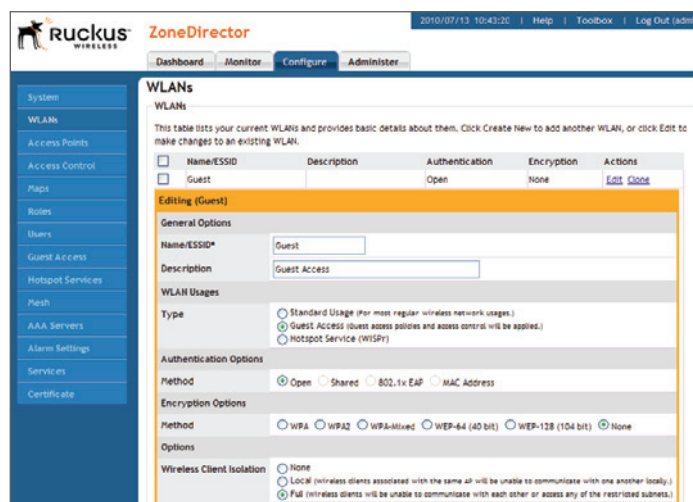 2010/07/13 10:43:20 | Help | Toolbox | Log Out (adm
Ruckus
WIRELESS
ZoneDirector
Dashboard Monitor Configure Administer
System
WLANs
Access Points
Access Control
Maps
Roles
Users
Guest Access
Hotspot Services
Mesh
AAA Servers
Alarm Settings
Services
Certificate
WLANs
WLANs
This table lists your current WLANs and provides basic details about them. Click Create New to add another WLAN, or click Edit to
make changes to an existing WLAN.
Name/ESSID Description Authentication Encryption Actions
Guest Open None Edit Clone
Editing (Guest)
General Options
Name/ESSID* Guest
Description Guest Access
WLAN Usages
Type Standard Usage (For most regular wireless network usages.)
Guest Access (Guest access policies and access control will be applied.)
Hotspot Service (WISPr)
Authentication Options
Method Open Shared 802.1x EAP MAC Address
Encryption Options
Method WPA WPA2 WPA-Mixed WEP-64 (40 bit) WEP-128 (104 bit) None
Options
Wireless Client Isolation None
Local (Wireless clients associated with the same AP will be unable to communicate with one another locally.)
Full (Wireless clients will be unable to communicate with each other or access any of the restricted subnets.)